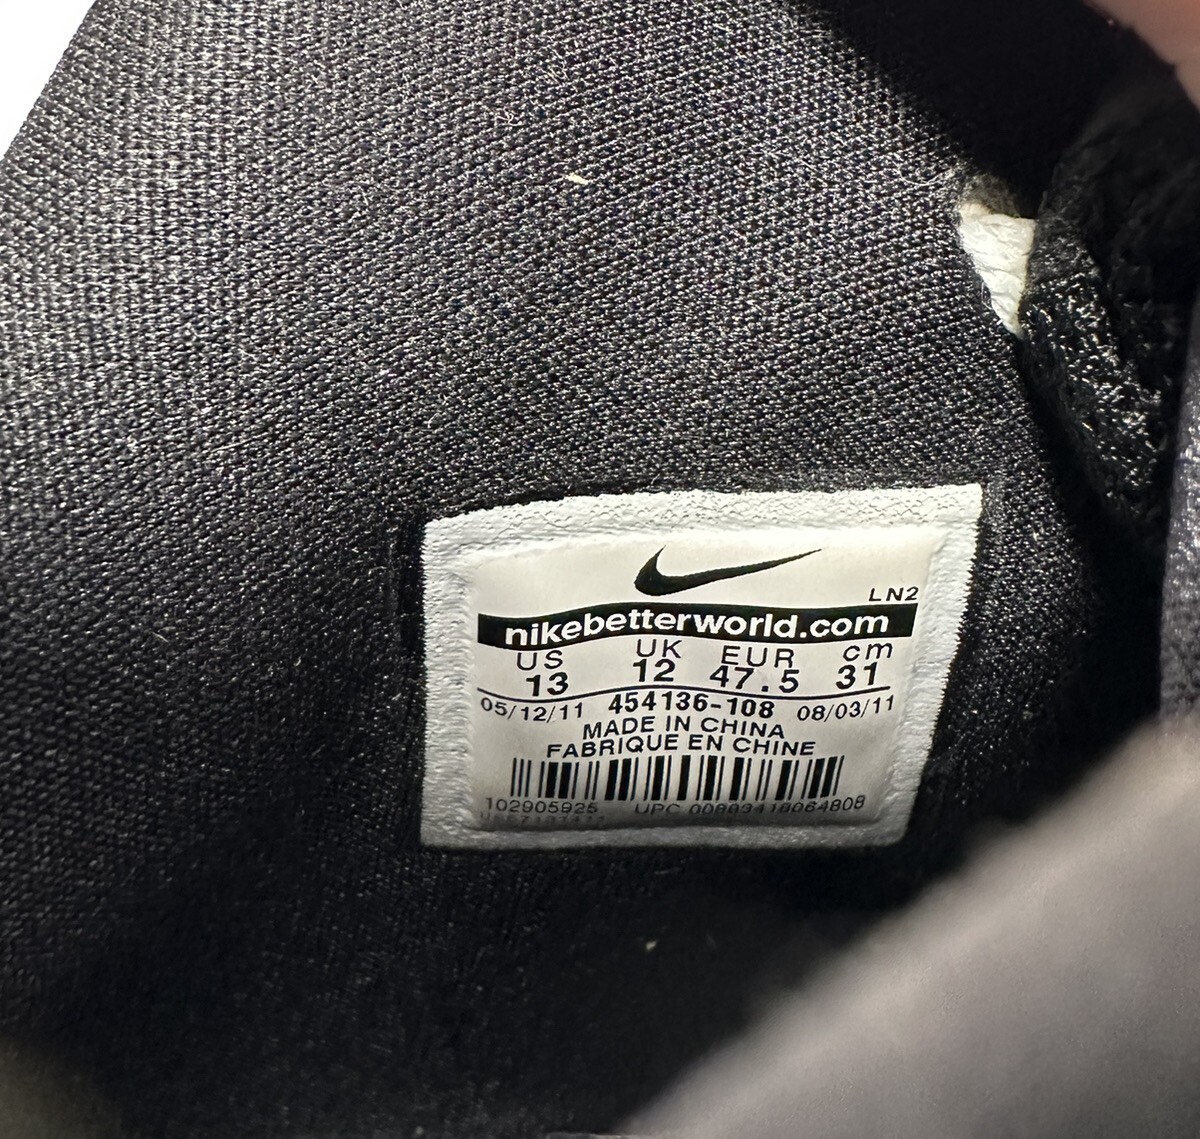 LN2
nikebetterworld.com
US UK EUR cm
13 12 47.5 31
05/12/11 454136-108 08/03/11
MADE IN CHINA
FABRIQUE EN CHINE
102905925 UPC 00883418064808